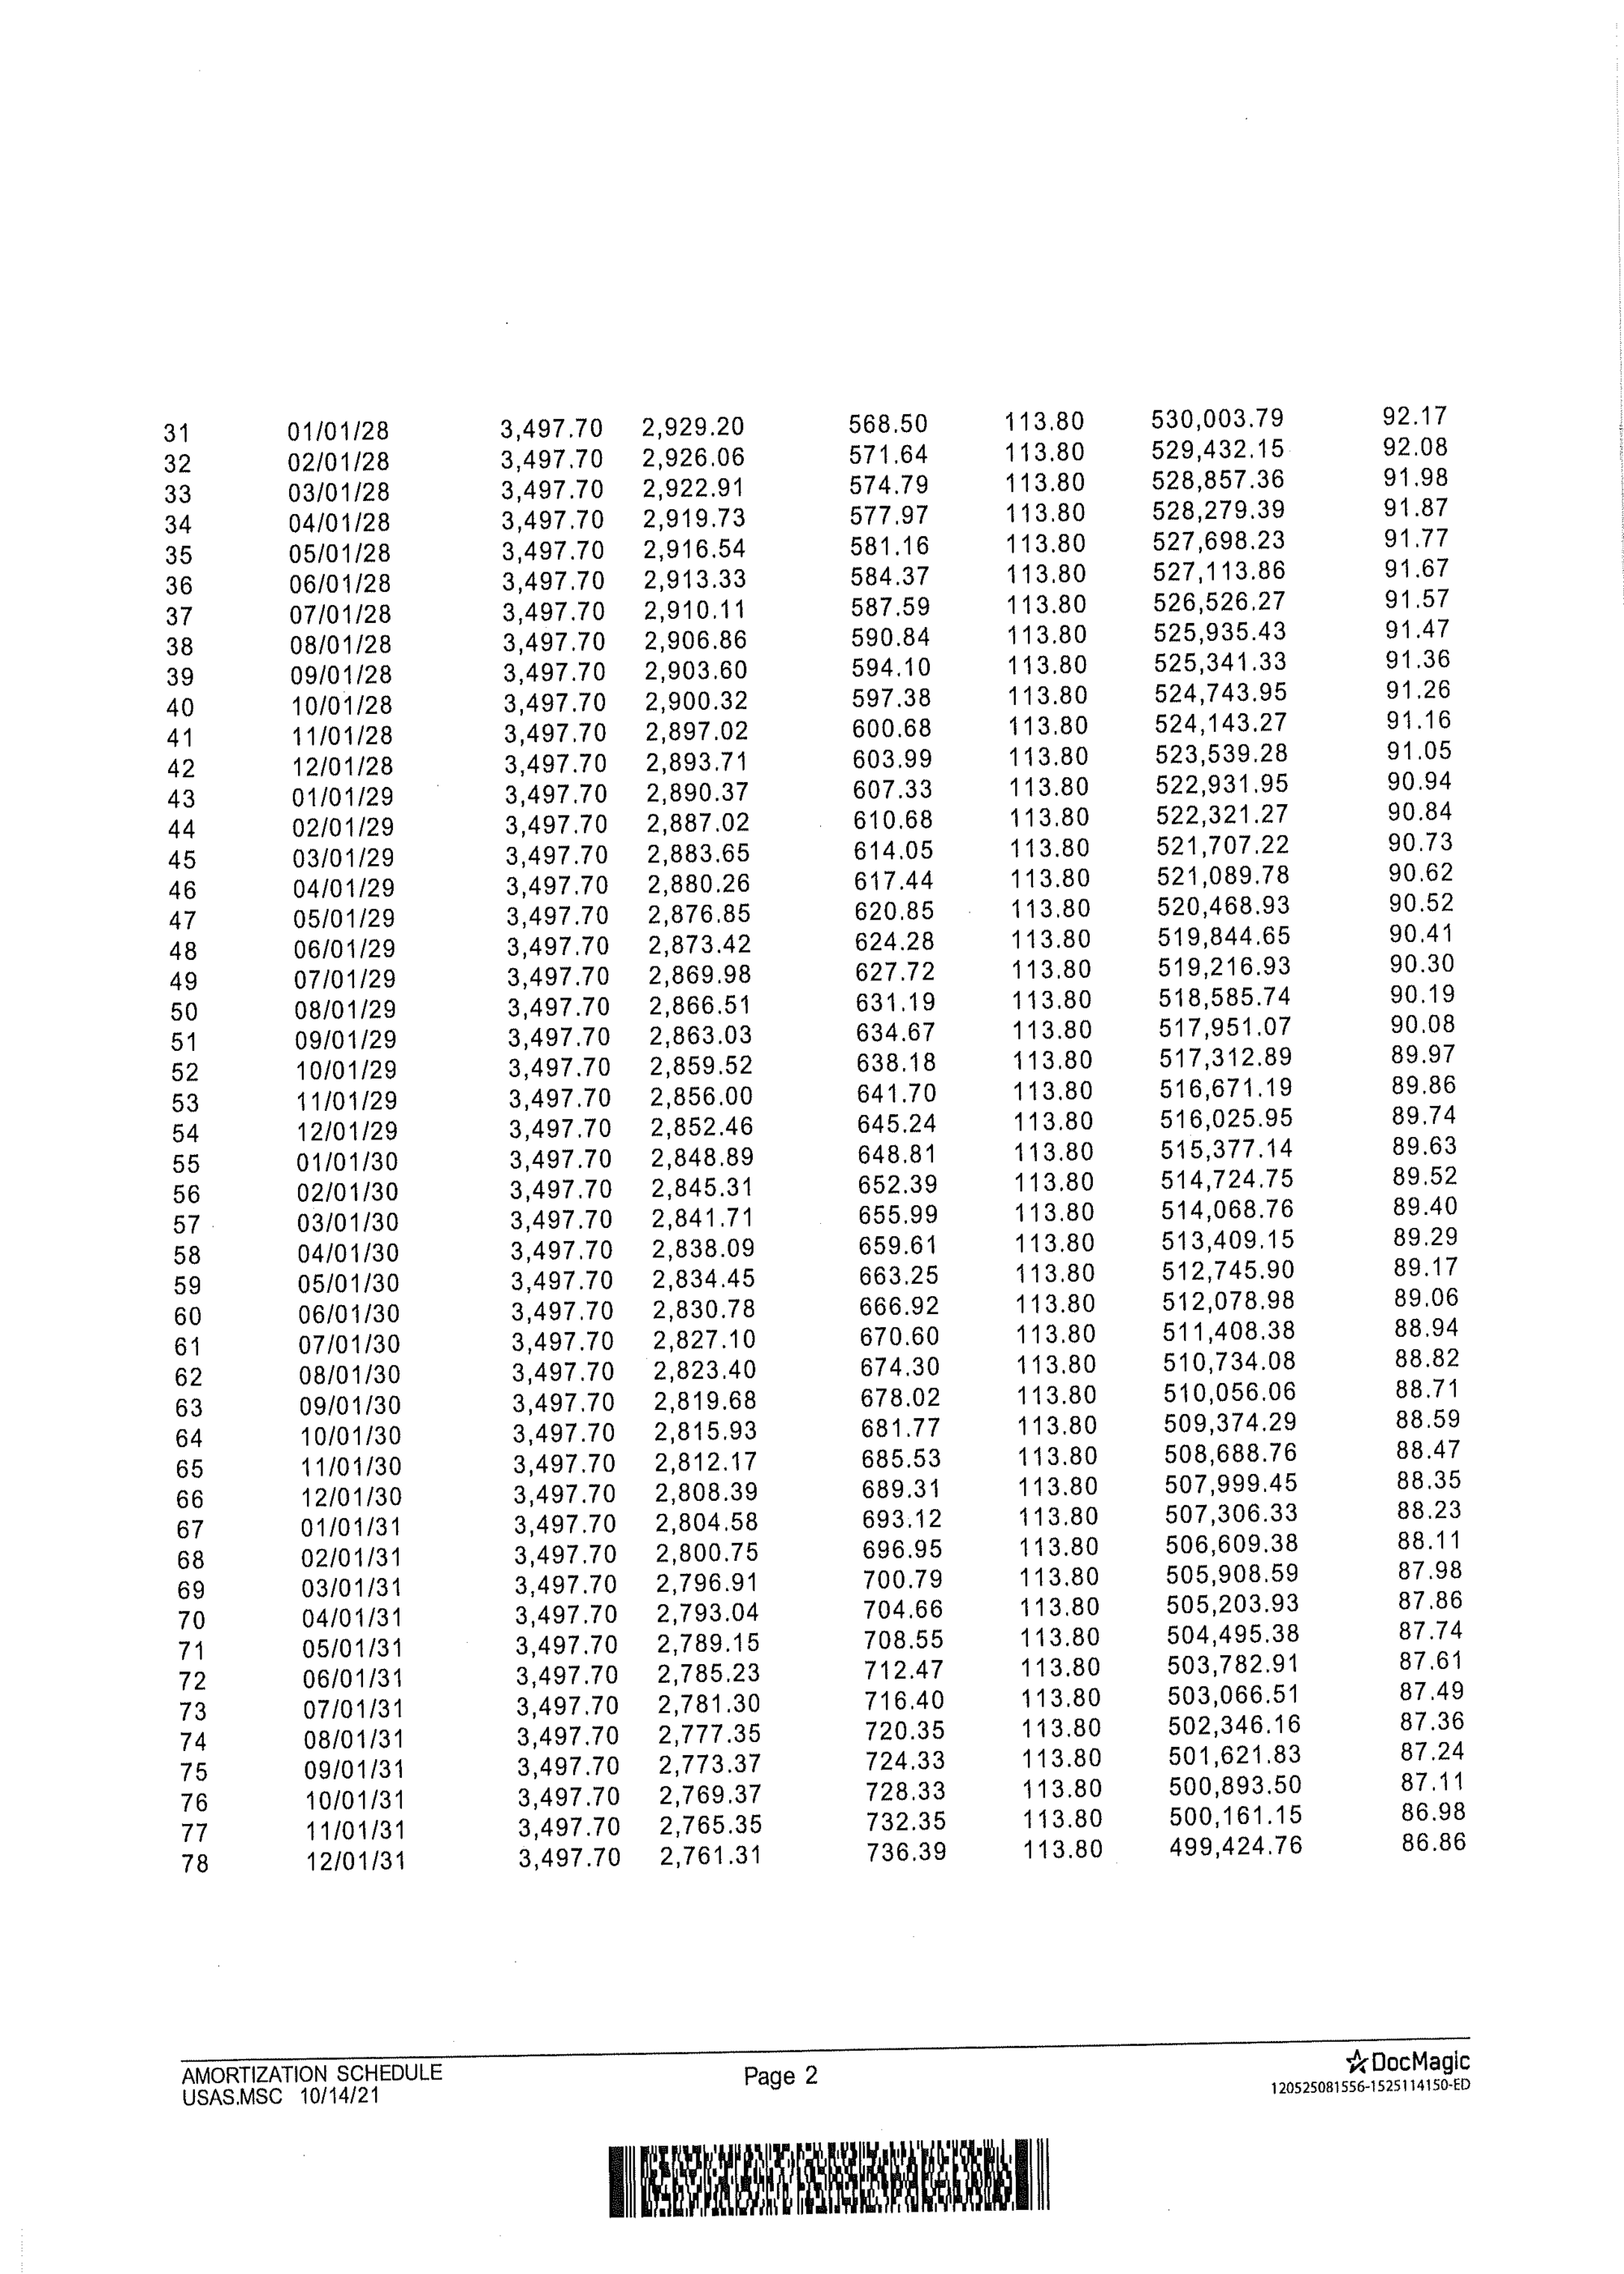 31 01/01/28 3,497.70 2,929.20 568.50 113.80 530,003.79 92.17
32 02/01/28 3,497.70 2,926.06 571.64 113.80 529,432.15 92.08
33 03/01/28 3,497.70 2,922.91 574.79 113.80 528,857.36 91.98
34 04/01/28 3,497.70 2,919.73 577.97 113.80 528,279.39 91.87
35 05/01/28 3,497.70 2,916.54 581.16 113.80 527,698.23 91.77
36 06/01/28 3,497.70 2,913.33 584.37 113.80 527,113.86 91.67
37 07/01/28 3,497.70 2,910.11 587.59 113.80 526,526.27 91.57
38 08/01/28 3,497.70 2,906.86 590.84 113.80 525,935.43 91.47
39 09/01/28 3,497.70 2,903.60 594.10 113.80 525,341.33 91.36
40 10/01/28 3,497.70 2,900.32 597.38 113.80 524,743.95 91.26
41 11/01/28 3,497.70 2,897.02 600.68 113.80 524,143.27 91.16
42 12/01/28 3,497.70 2,893.71 603.99 113.80 523,539.28 91.05
43 01/01/29 3,497.70 2,890.37 607.33 113.80 522,931.95 90.94
44 02/01/29 3,497.70 2,887.02 610.68 113.80 522,321.27 90.84
45 03/01/29 3,497.70 2,883.65 614.05 113.80 521,707.22 90.73
46 04/01/29 3,497.70 2,880.26 617.44 113.80 521,089.78 90.62
47 05/01/29 3,497.70 2,876.85 620.85 113.80 520,468.93 90.52
48 06/01/29 3,497.70 2,873.42 624.28 113.80 519,844.65 90.41
49 07/01/29 3,497.70 2,869.98 627.72 113.80 519,216.93 90.30
50 08/01/29 3,497.70 2,866.51 631.19 113.80 518,585.74 90.19
51 09/01/29 3,497.70 2,863.03 634.67 113.80 517,951.07 90.08
52 10/01/29 3,497.70 2,859.52 638.18 113.80 517,312.89 89.97
53 11/01/29 3,497.70 2,856.00 641.70 113.80 516,671.19 89.86
54 12/01/29 3,497.70 2,852.46 645.24 113.80 516,025.95 89.74
55 01/01/30 3,497.70 2,848.89 648.81 113.80 515,377.14 89.63
56 02/01/30 3,497.70 2,845.31 652.39 113.80 514,724.75 89.52
57 03/01/30 3,497.70 2,841.71 655.99 113.80 514,068.76 89.40
58 04/01/30 3,497.70 2,838.09 659.61 113.80 513,409.15 89.29
59 05/01/30 3,497.70 2,834.45 663.25 113.80 512,745.90 89.17
60 06/01/30 3,497.70 2,830.78 666.92 113.80 512,078.98 89.06
61 07/01/30 3,497.70 2,827.10 670.60 113.80 511,408.38 88.94
62 08/01/30 3,497.70 2,823.40 674.30 113.80 510,734.08 88.82
63 09/01/30 3,497.70 2,819.68 678.02 113.80 510,056.06 88.71
64 10/01/30 3,497.70 2,815.93 681.77 113.80 509,374.29 88.59
65 11/01/30 3,497.70 2,812.17 685.53 113.80 508,688.76 88.47
66 12/01/30 3,497.70 2,808.39 689.31 113.80 507,999.45 88.35
67 01/01/31 3,497.70 2,804.58 693.12 113.80 507,306.33 88.23
68 02/01/31 3,497.70 2,800.75 696.95 113.80 506,609.38 88.11
69 03/01/31 3,497.70 2,796.91 700.79 113.80 505,908.59 87.98
70 04/01/31 3,497.70 2,793.04 704.66 113.80 505,203.93 87.86
71 05/01/31 3,497.70 2,789.15 708.55 113.80 504,495.38 87.74
72 06/01/31 3,497.70 2,785.23 712.47 113.80 503,782.91 87.61
73 07/01/31 3,497.70 2,781.30 716.40 113.80 503,066.51 87.49
74 08/01/31 3,497.70 2,777.35 720.35 113.80 502,346.16 87.36
75 09/01/31 3,497.70 2,773.37 724.33 113.80 501,621.83 87.24
76 10/01/31 3,497.70 2,769.37 728.33 113.80 500,893.50 87.11
77 11/01/31 3,497.70 2,765.35 732.35 113.80 500,161.15 86.98
78 12/01/31 3,497.70 2,761.31 736.39 113.80 499,424.76 86.86
AMORTIZATION SCHEDULE Page 2 DocMagic
USAS.MSC 10/14/21 120525081556-1525114150-ED